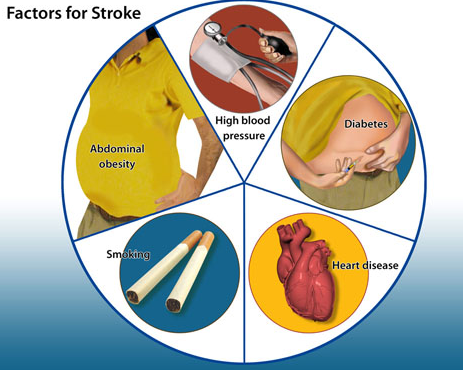 Factors for Stroke
High blood
pressure
Diabetes
Abdominal
obesity
Smoking
Heart disease